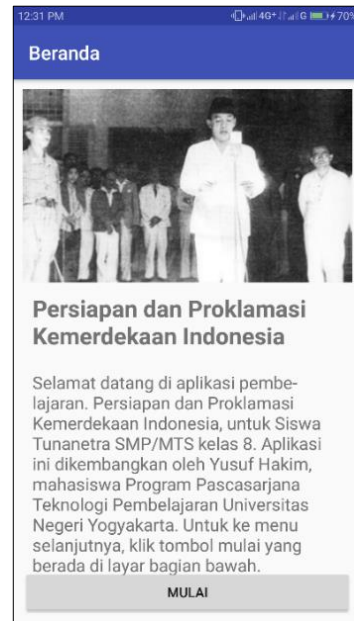 12:31 PM 4G+ G 70%
Beranda
Persiapan dan Proklamasi
Kemerdekaan Indonesia
Selamat datang di aplikasi pembe-
lajaran. Persiapan dan Proklamasi
Kemerdekaan Indonesia, untuk Siswa
Tunanetra SMP/MTS kelas 8. Aplikasi
ini dikembangkan oleh Yusuf Hakim,
mahasiswa Program Pascasarjana
Teknologi Pembelajaran Universitas
Negeri Yogyakarta. Untuk ke menu
selanjutnya, klik tombol mulai yang
berada di layar bagian bawah.
MULAI